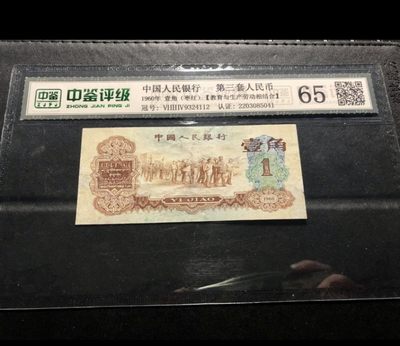 中鉴 中鉴评级
ZHONG JIAN PING JI
中国人民银行 第三套人民币
1960年 壹角(枣红)【教育与生产劳动相结合】
冠号:VIIIIIV9324112 认证:220308504I
65
中国人民银行
壹角
1
YI JIAO
1960